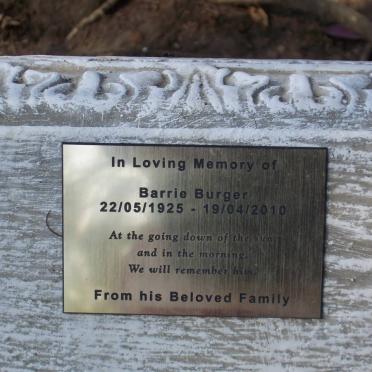 In Loving Memory of
Barrie Burger
22/05/1925 - 19/04/2010
At the going down of the sun
and in the morning.
We will remember him.
From his Beloved Family